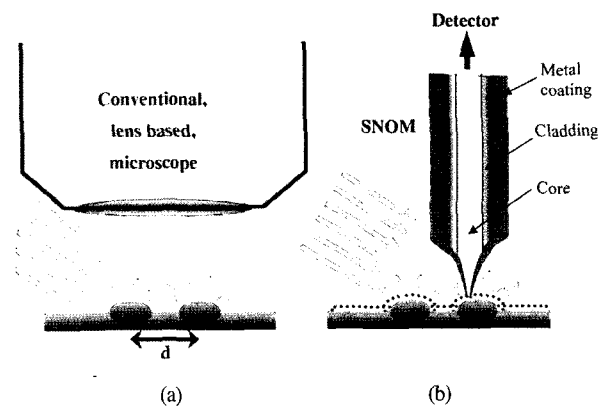 Conventional,
lens based,
microscope
d
(a)
Detector
SNOM
Metal
coating
Cladding
Core
(b)